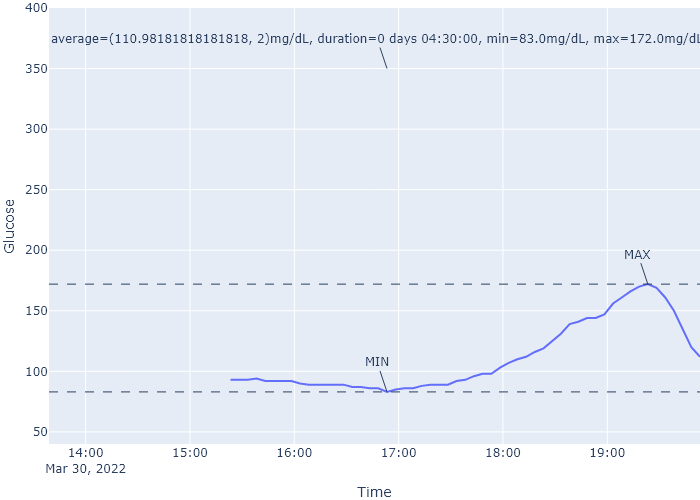 400
average=(110.98181818181818, 2)mg/dL, duration=0 days 04:30:00, min=83.0mg/dL, max=172.0mg/dL
350
300
250
Glucose
200
MAX
150
MIN
100
50
14:00 15:00 16:00 17:00 18:00 19:00
Mar 30, 2022
Time